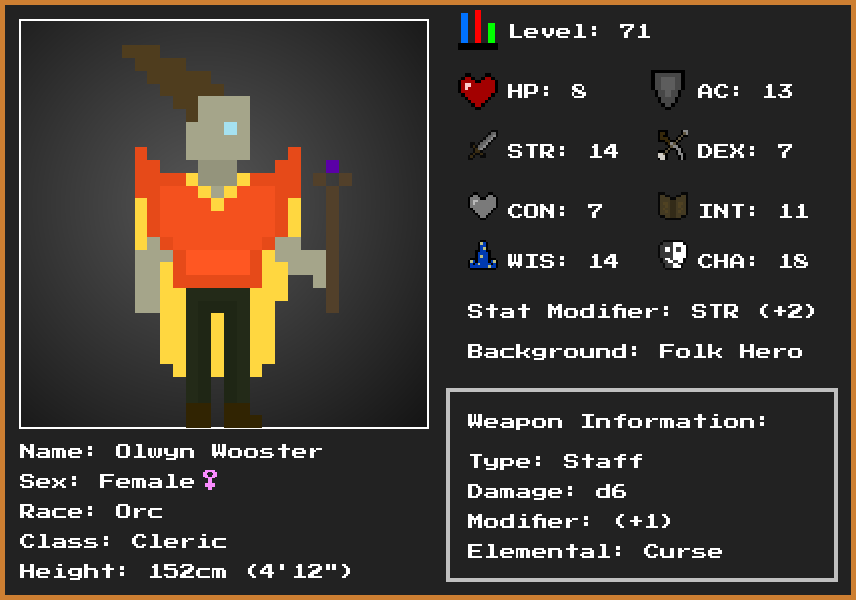 Level: 71
HP: 8 AC: 13
STR: 14 DEX: 7
CON: 7 INT: 11
WIS: 14 CHA: 18
Stat Modifier: STR (+2)
Background: Folk Hero
Weapon Information:
Type: Staff
Damage: d6
Modifier: (+1)
Elemental: Curse
Name: Olwyn Wooster
Sex: Female♀
Race: Orc
Class: Cleric
Height: 152cm (4'12")